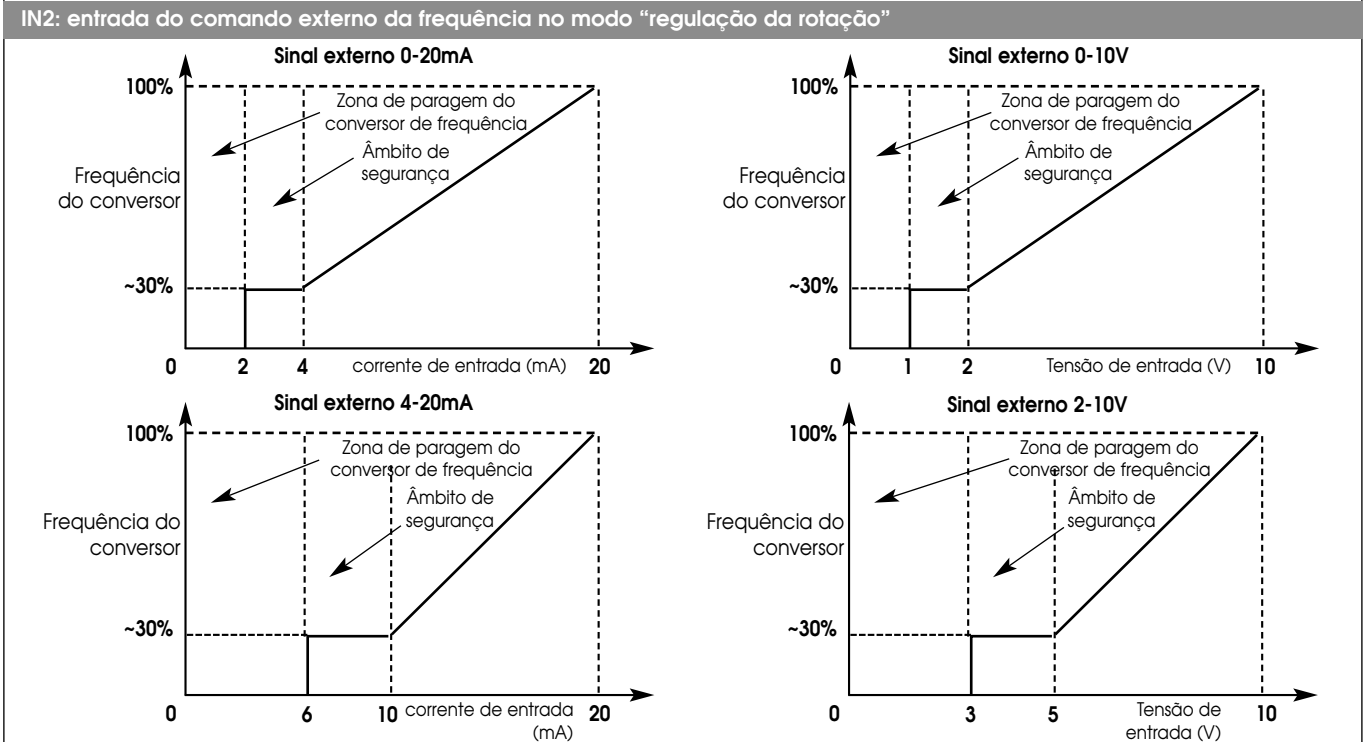 IN2: entrada do comando externo da frequência no modo “regulação da rotação”
Sinal externo 0-20mA
100%
Zona de paragem do
conversor de frequência
Âmbito de
segurança
Frequência
do conversor
~30%
0
2
4
corrente de entrada (mA)
20
Sinal externo 0-10V
100%
Zona de paragem do
conversor de frequência
Âmbito de
segurança
Frequência
do conversor
~30%
0
1
2
Tensão de entrada (V)
10
Sinal externo 4-20mA
100%
Zona de paragem do
conversor de frequência
Âmbito de
segurança
Frequência do
conversor
~30%
0
6
10
corrente de entrada
(mA)
20
Sinal externo 2-10V
100%
Zona de paragem do
conversor de frequência
Âmbito de
segurança
Frequência do
conversor
~30%
0
3
5
Tensão de
entrada (V)
10